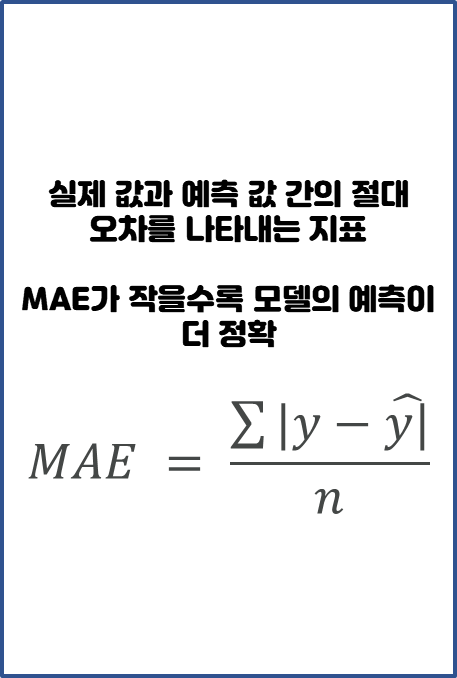 실제 값과 예측 값 간의 절대
오차를 나타내는 지표
MAE가 작을수록 모델의 예측이
더 정확
MAE = ∑|y − ŷ| / n